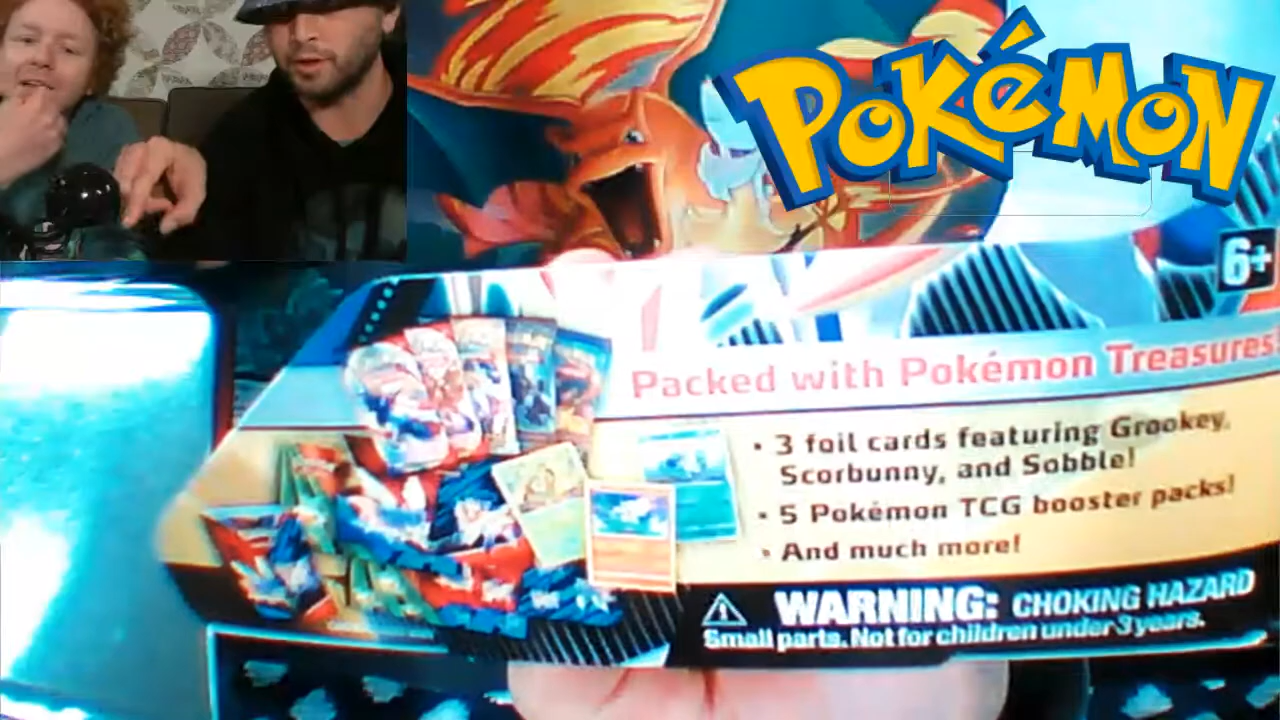 POKéMON
6+
Packed with Pokémon Treasures!
• 3 foil cards featuring Grookey,
Scorbunny, and Sobble!
• 5 Pokémon TCG booster packs!
• And much more!
WARNING: CHOKING HAZARD
Small parts. Not for children under 3 years.